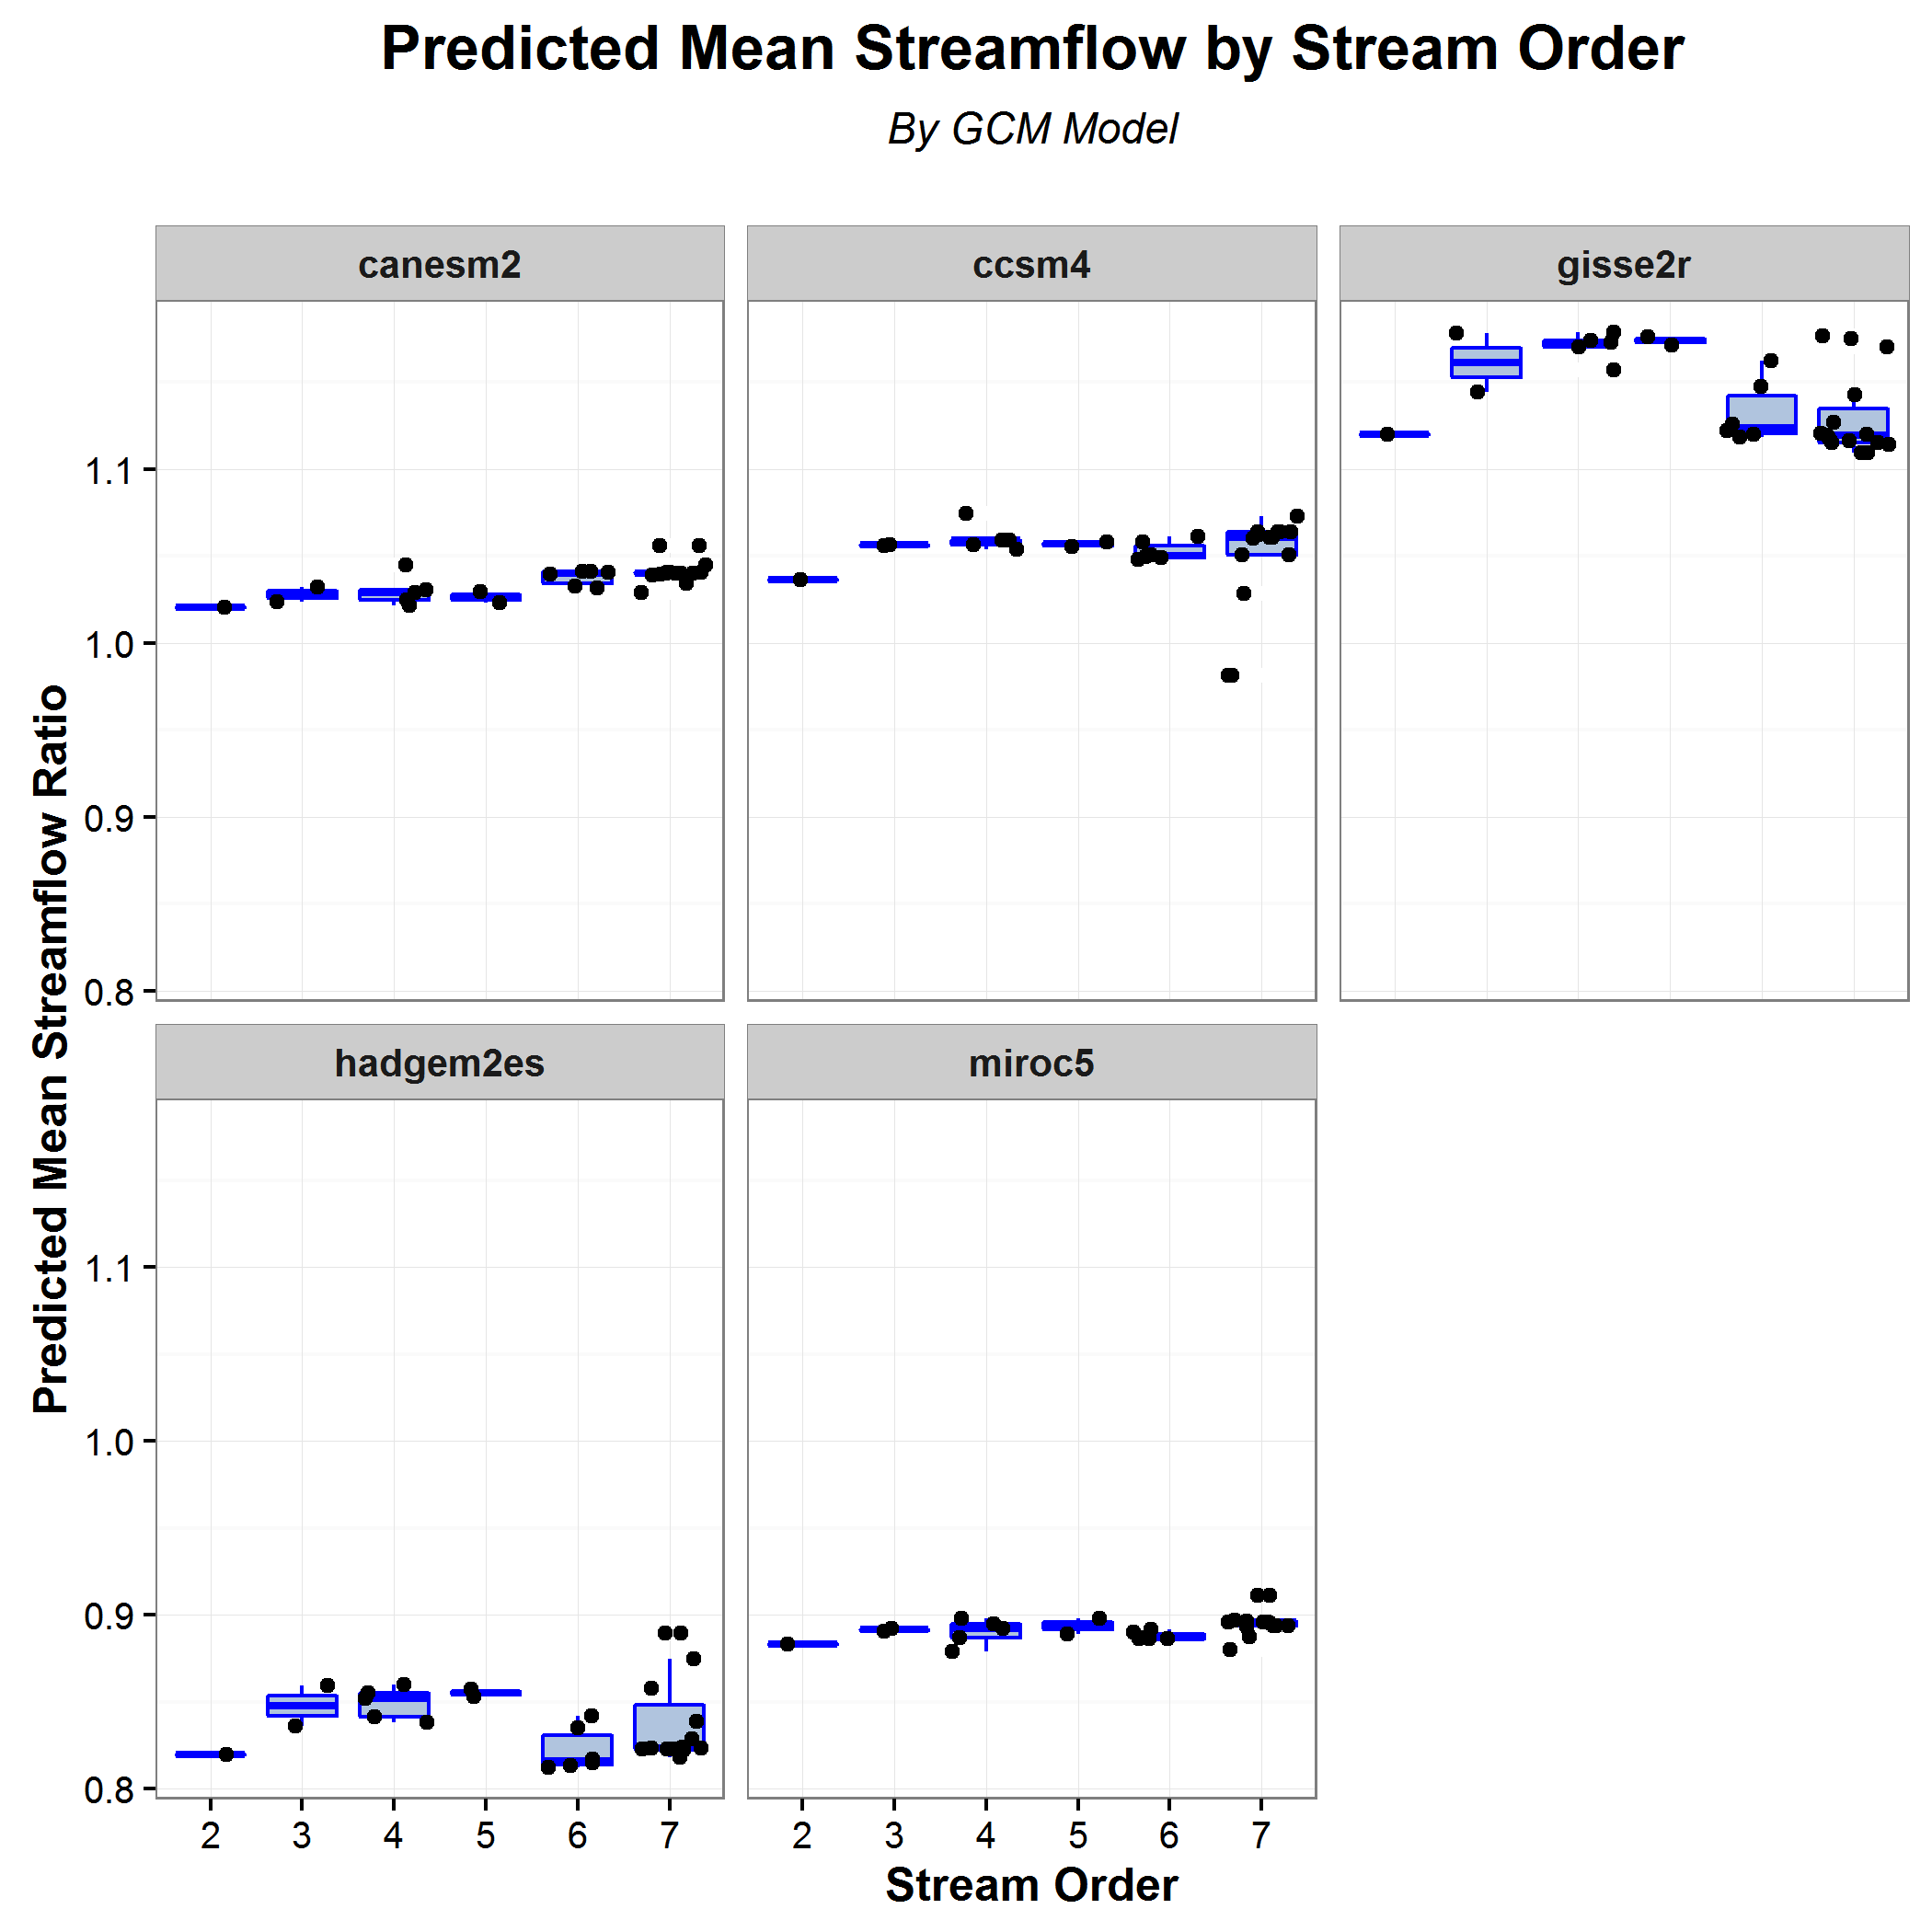 Predicted Mean Streamflow by Stream Order
By GCM Model
canesm2
ccsm4
gisse2r
1.1
1.0
0.9
0.8
Predicted Mean Streamflow Ratio
hadgem2es
miroc5
1.1
1.0
0.9
0.8
2 3 4 5 6 7
2 3 4 5 6 7
Stream Order